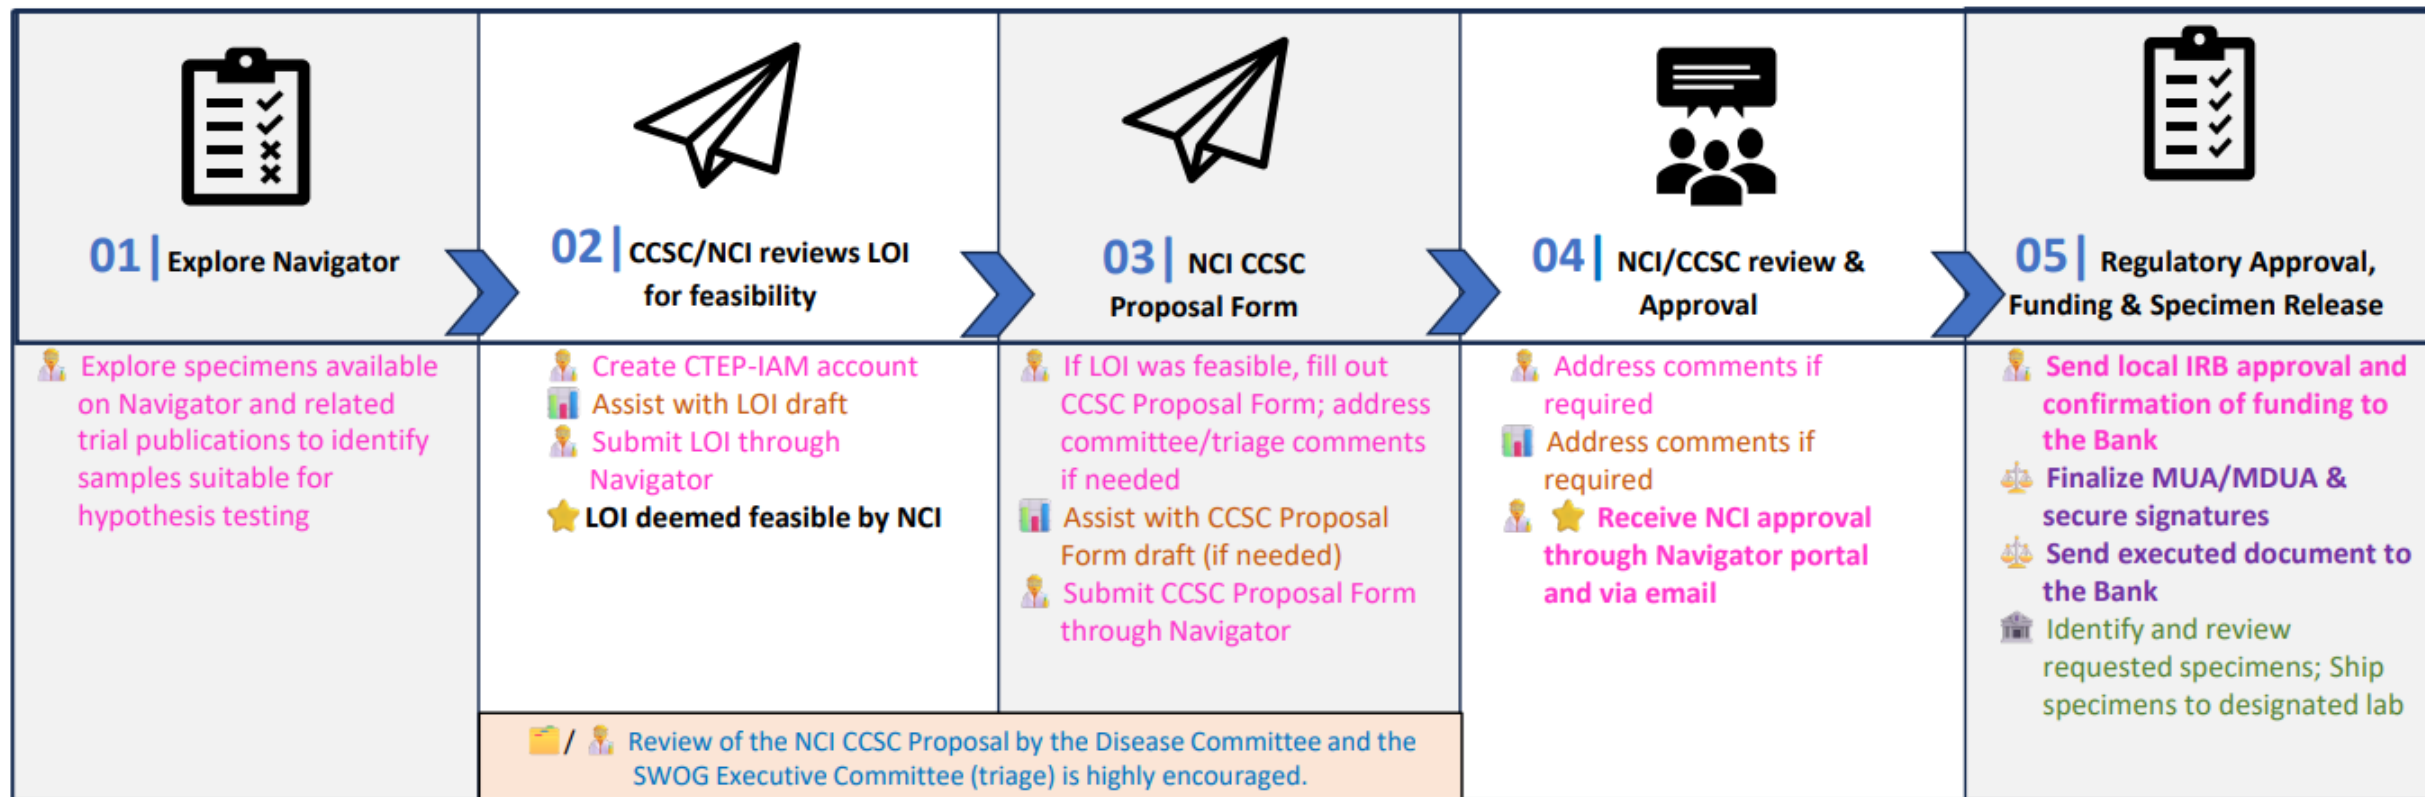 01| Explore Navigator
02| CCSC/NCI reviews LOI
for feasibility
03| NCI CCSC
Proposal Form
04| NCI/CCSC review &
Approval
05| Regulatory Approval,
Funding & Specimen Release
Explore specimens available
on Navigator and related
trial publications to identify
samples suitable for
hypothesis testing
Create CTEP-IAM account
Assist with LOI draft
Submit LOI through
Navigator
LOI deemed feasible by NCI
If LOI was feasible, fill out
CCSC Proposal Form; address
committee/triage comments
if needed
Assist with CCSC Proposal
Form draft (if needed)
Submit CCSC Proposal Form
through Navigator
/ Review of the NCI CCSC Proposal by the Disease Committee and the
SWOG Executive Committee (triage) is highly encouraged.
Address comments if
required
Address comments if
required
Receive NCI approval
through Navigator portal
and via email
Send local IRB approval and
confirmation of funding to
the Bank
Finalize MUA/MDUA &
secure signatures
Send executed document to
the Bank
Identify and review
requested specimens; Ship
specimens to designated lab